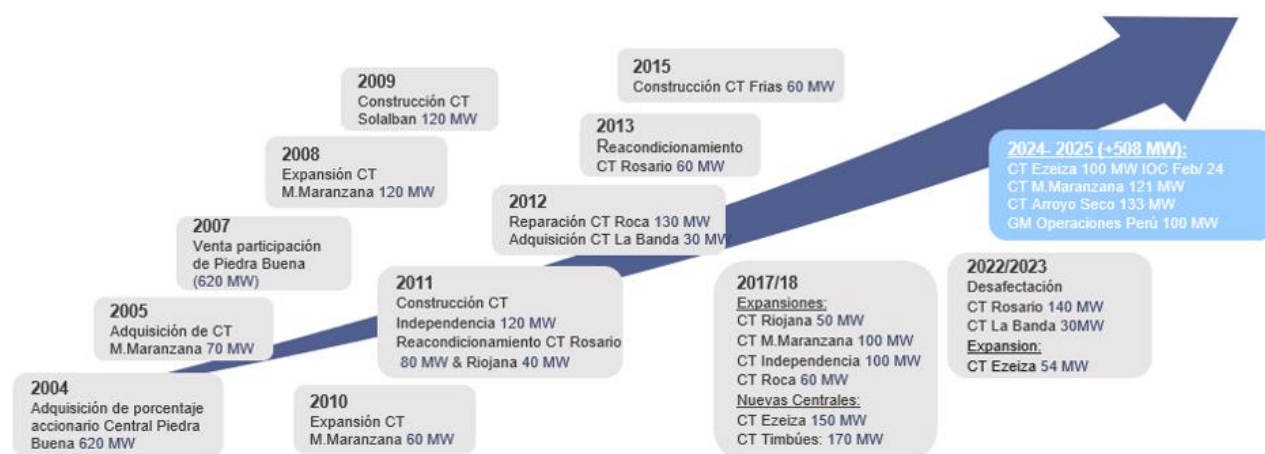 2004
Adquisición de porcentaje
accionario Central Piedra
Buena 620 MW
2005
Adquisición de CT
M.Maranzana 70 MW
2007
Venta participación
de Piedra Buena
(620 MW)
2008
Expansión CT
M.Maranzana 120 MW
2009
Construcción CT
Solalban 120 MW
2010
Expansión CT
M.Maranzana 60 MW
2011
Construcción CT
Independencia 120 MW
Reacondicionamiento CT Rosario
80 MW & Riojana 40 MW
2012
Reparación CT Roca 130 MW
Adquisición CT La Banda 30 MW
2013
Reacondicionamiento
CT Rosario 60 MW
2015
Construcción CT Frias 60 MW
2017/18
Expansiones:
CT Riojana 50 MW
CT M.Maranzana 100 MW
CT Independencia 100 MW
CT Roca 60 MW
Nuevas Centrales:
CT Ezeiza 150 MW
CT Timbúes: 170 MW
2022/2023
Desafectación
CT Rosario 140 MW
CT La Banda 30MW
Expansion:
CT Ezeiza 54 MW
2024- 2025 (+508 MW):
CT Ezeiza 100 MW IOC Feb/ 24
CT M.Maranzana 121 MW
CT Arroyo Seco 133 MW
GM Operaciones Perú 100 MW